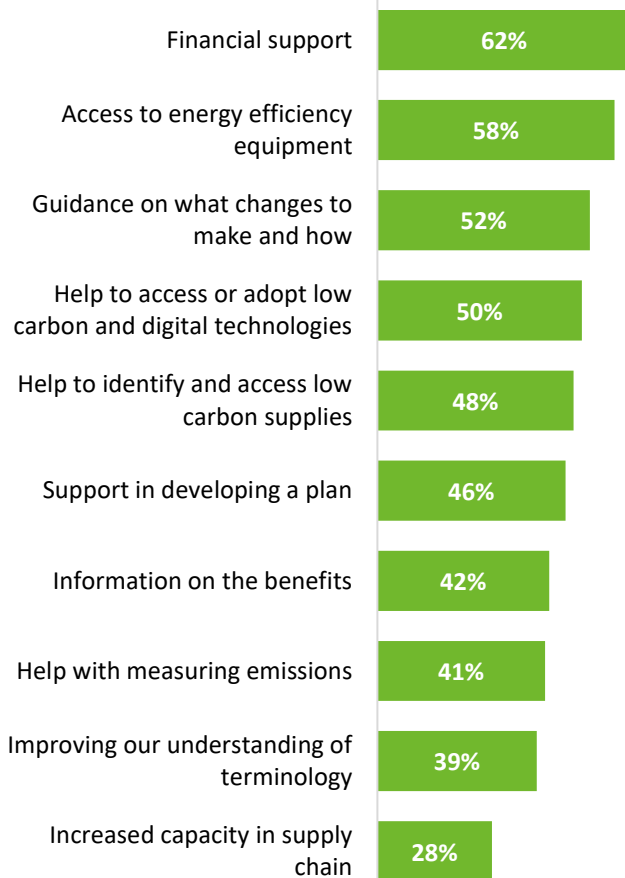 Financial support
62%
Access to energy efficiency
equipment
58%
Guidance on what changes to
make and how
52%
Help to access or adopt low
carbon and digital technologies
50%
Help to identify and access low
carbon supplies
48%
Support in developing a plan
46%
Information on the benefits
42%
Help with measuring emissions
41%
Improving our understanding of
terminology
39%
Increased capacity in supply
chain
28%